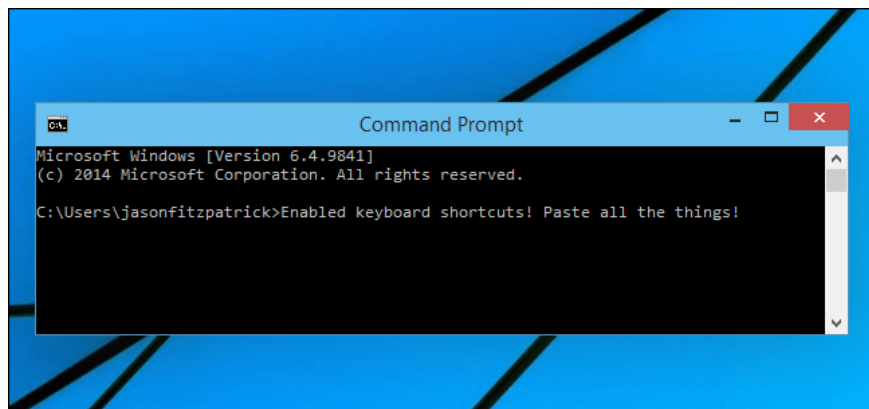 Command Prompt
Microsoft Windows [Version 6.4.9841]
(c) 2014 Microsoft Corporation. All rights reserved.
C:\Users\jasonfitzpatrick>Enabled keyboard shortcuts! Paste all the things!